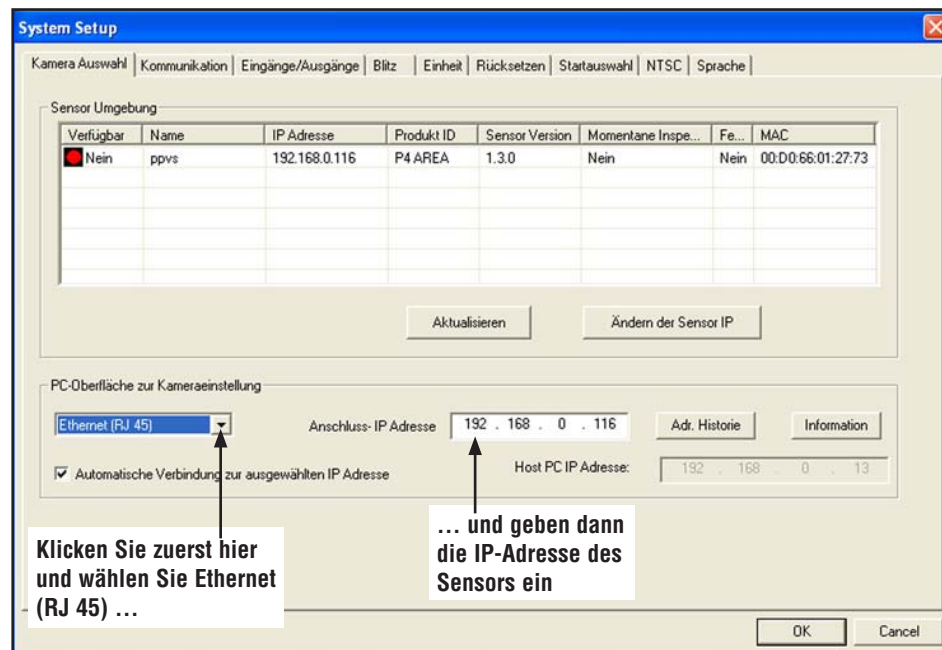 System Setup
Kamera Auswahl Kommunikation Eingänge/Ausgänge Blitz Einheit Rücksetzen Startauswahl NTSC Sprache
Sensor Umgebung
Verfügbar Name IP Adresse Produkt ID Sensor Version Momentane Inspe... Fe... MAC
Nein ppvs 192.168.0.116 P4 AREA 1.3.0 Nein Nein 00:D0:66:01:27:73
Aktualisieren Ändern der Sensor IP
PC-Oberfläche zur Kameraeinstellung
Ethernet (RJ 45) Anschluss- IP Adresse 192 . 168 . 0 . 116 Adr. Historie Information
Automatische Verbindung zur ausgewählten IP Adresse Host PC IP Adresse: 192 . 168 . 0 . 13
Klicken Sie zuerst hier
und wählen Sie Ethernet
(RJ 45) ...
... und geben dann
die IP-Adresse des
Sensors ein
OK Cancel